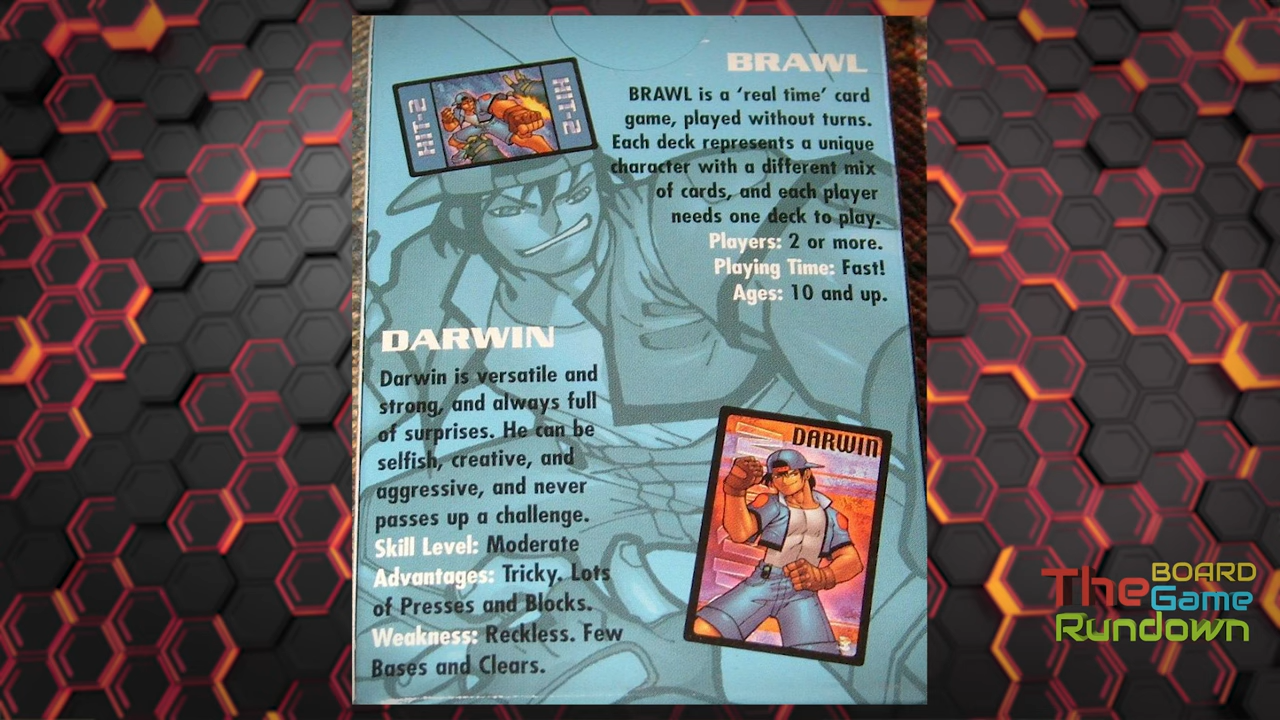 BRAWL
BRAWL is a ‘real time’ card
game, played without turns.
Each deck represents a unique
character with a different mix
of cards, and each player
needs one deck to play.
Players: 2 or more.
Playing Time: Fast!
Ages: 10 and up.
HIT-2
HIT-2
DARWIN
Darwin is versatile and
strong, and always full
of surprises. He can be
selfish, creative, and
aggressive, and never
passes up a challenge.
Skill Level: Moderate
Advantages: Tricky. Lots
of Presses and Blocks.
Weakness: Reckless. Few
Bases and Clears.
DARWIN
The BOARD
Game
Rundown